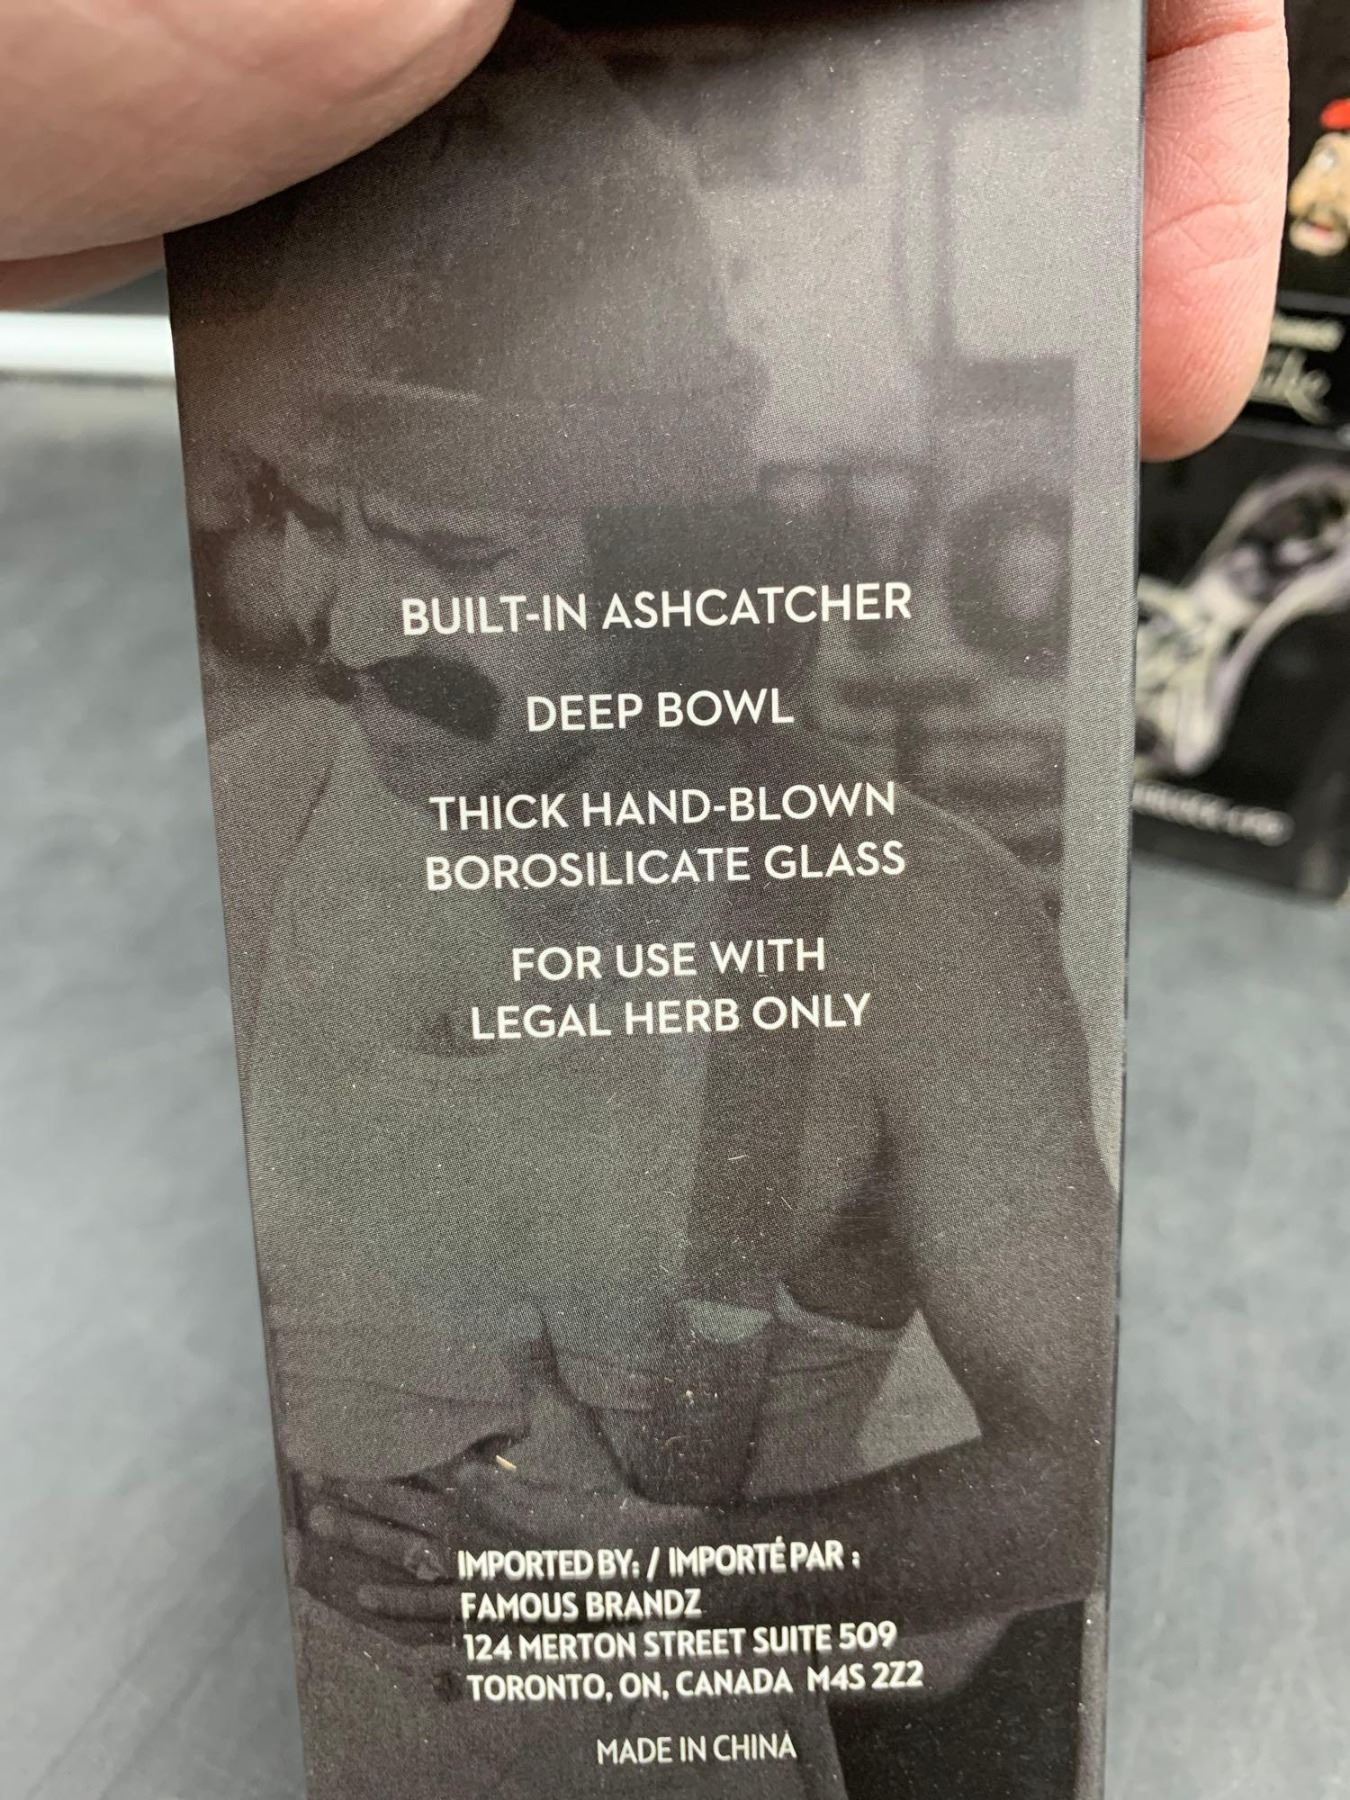 BUILT-IN ASHCATCHER
DEEP BOWL
THICK HAND-BLOWN
BOROSILICATE GLASS
FOR USE WITH
LEGAL HERB ONLY
IMPORTED BY: / IMPORTÉ PAR :
FAMOUS BRANDZ
124 MERTON STREET SUITE 509
TORONTO, ON, CANADA M4S 2Z2
MADE IN CHINA